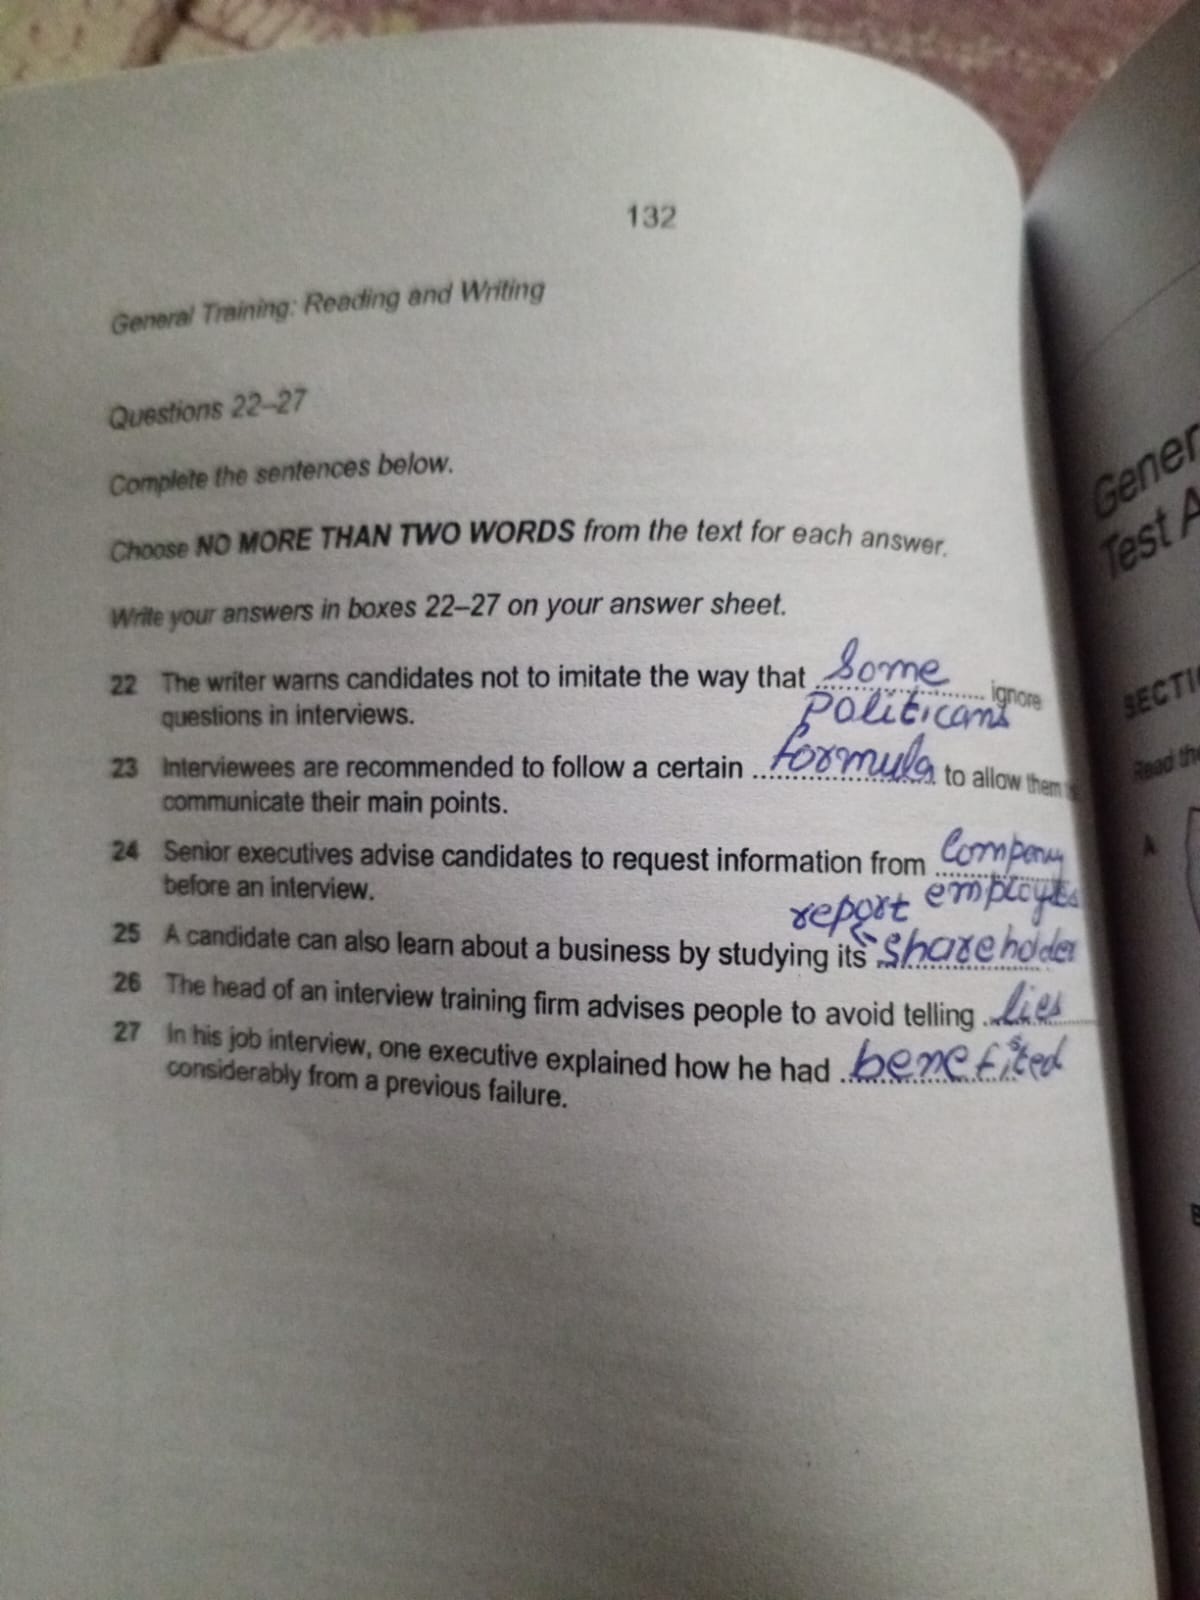 132
General Training: Reading and Writing
Questions 22–27
Complete the sentences below.
Choose NO MORE THAN TWO WORDS from the text for each answer.
Write your answers in boxes 22–27 on your answer sheet.
22 The writer warns candidates not to imitate the way that some ignore
politicans
questions in interviews.
23 Interviewees are recommended to follow a certain formula to allow them
communicate their main points.
24 Senior executives advise candidates to request information from Company
before an interview. employees
report
25 A candidate can also learn about a business by studying its shareholder
26 The head of an interview training firm advises people to avoid telling lies
27 In his job interview, one executive explained how he had benefited
considerably from a previous failure.
Gener
Test A
SECTI
Read the
A